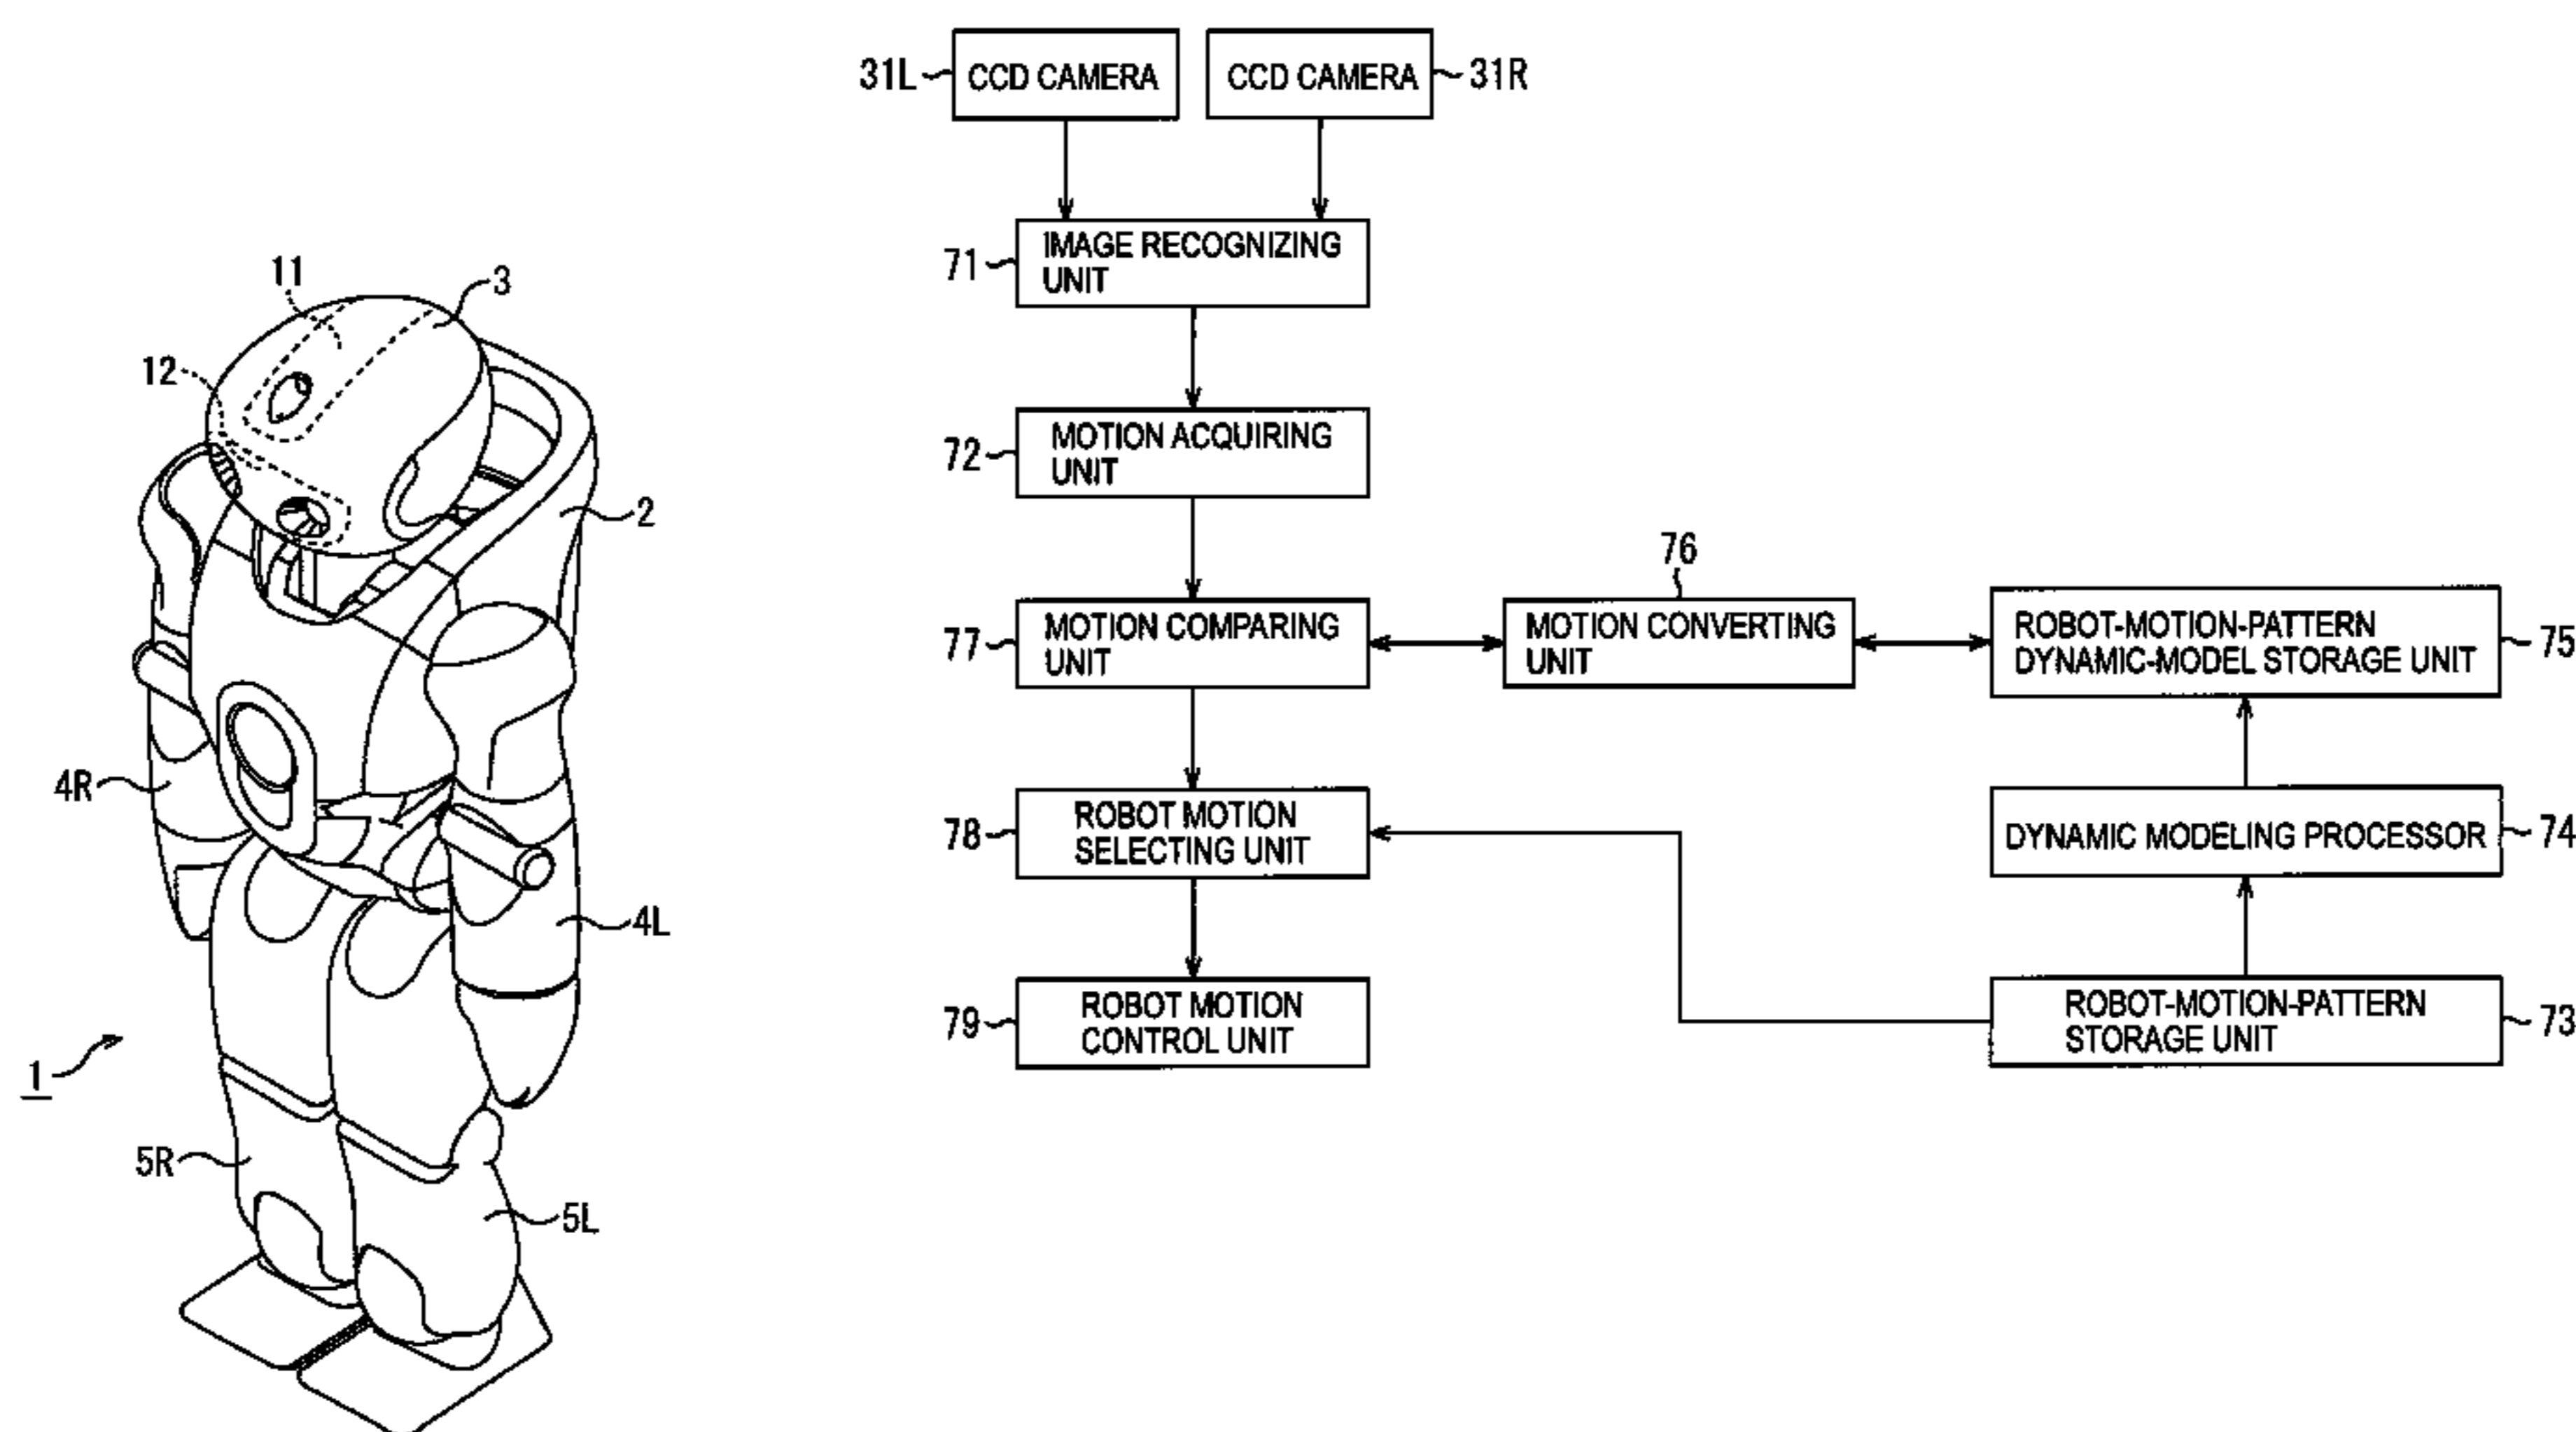 11
3
12
2
4R
4L
1
5R
5L
31L
CCD CAMERA
CCD CAMERA
31R
71
IMAGE RECOGNIZING
UNIT
72
MOTION ACQUIRING
UNIT
76
77
MOTION COMPARING
UNIT
MOTION CONVERTING
UNIT
ROBOT-MOTION-PATTERN
DYNAMIC-MODEL STORAGE UNIT
75
78
ROBOT MOTION
SELECTING UNIT
DYNAMIC MODELING PROCESSOR
74
79
ROBOT MOTION
CONTROL UNIT
ROBOT-MOTION-PATTERN
STORAGE UNIT
73